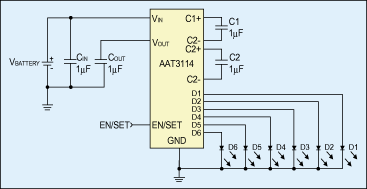 VIN
C1+
C1
1µF
C2-
VOUT
C2+
CIN
1µF
COUT
1µF
AAT3114
C2
1µF
VBATTERY
+
-
C2-
D1
D2
D3
D4
EN/SET
EN/SET
D5
D6
GND
D6
D5
D4
D3
D2
D1